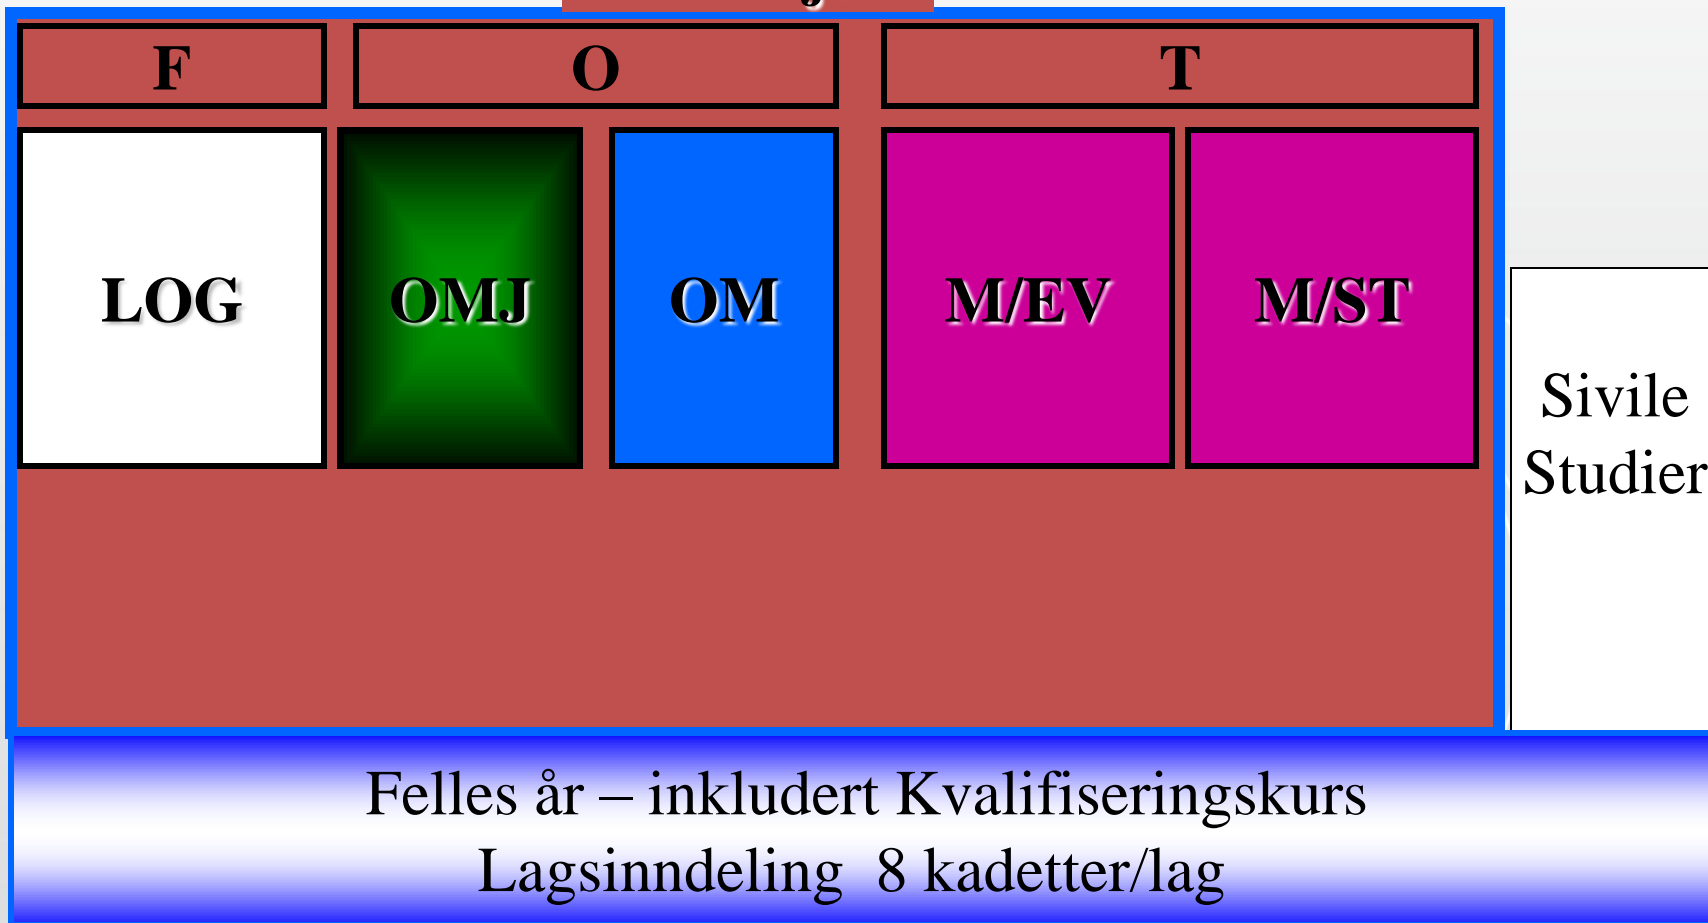 F
O
T
LOG
OMJ
OM
M/EV
M/ST
Sivile
Studier
Felles år – inkludert Kvalifiseringskurs
Lagsinndeling 8 kadetter/lag